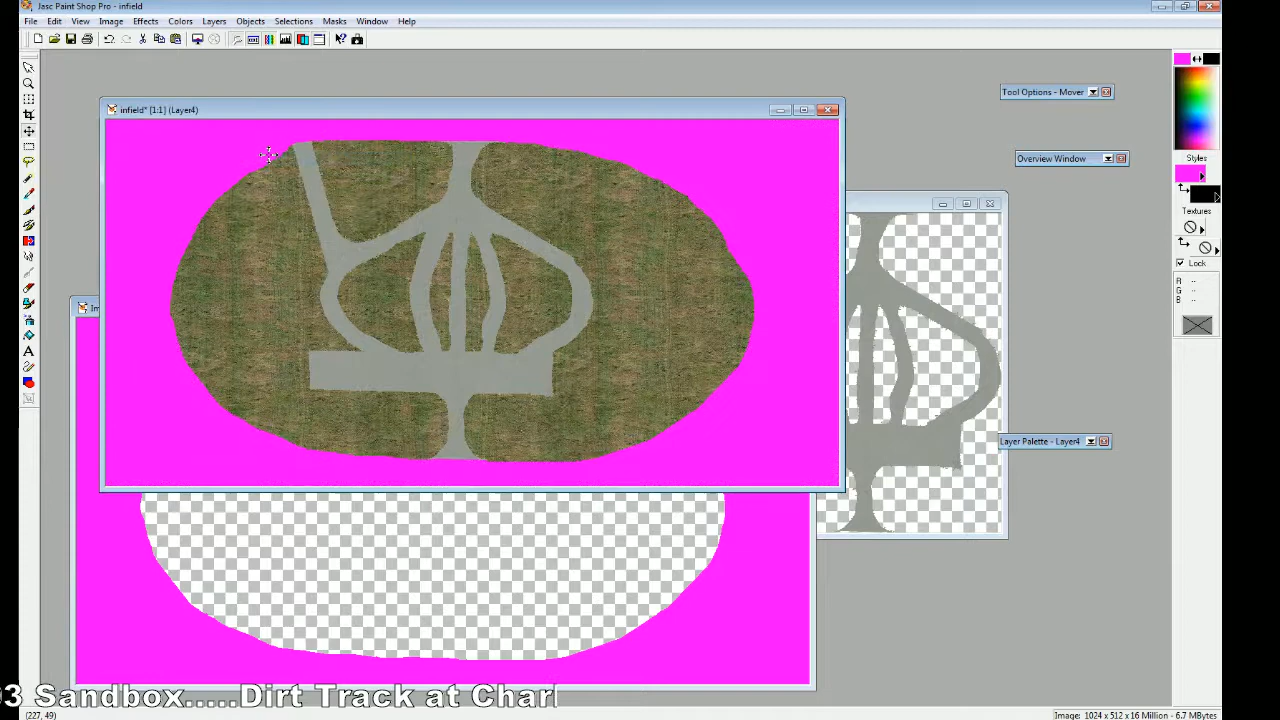 Jasc Paint Shop Pro - infield
File Edit View Image Effects Colors Layers Objects Selections Masks Window Help
Tool Options - Mover
infield* [1:1] (Layer4)
Overview Window
Styles
Textures
Lock
R --
G --
B --
Layer Palette - Layer4
3 Sandbox.....Dirt Track at Char
(227, 49)
Image: 1024 x 512 x 16 Million - 6.7 MBytes